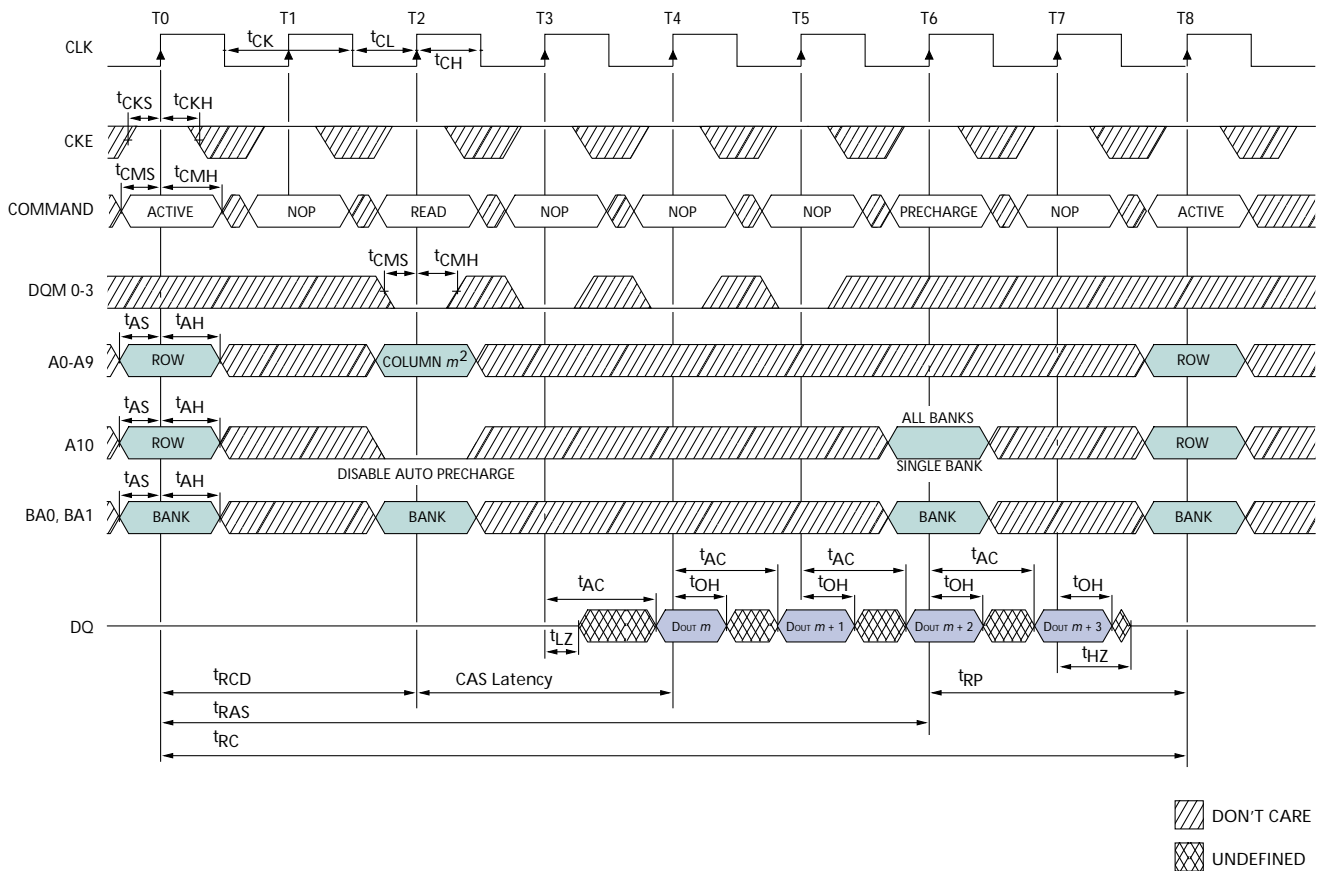 T0 T1 T2 T3 T4 T5 T6 T7 T8
CLK tCK tCL tCH
tCKS tCKH
CKE
tCMS tCMH
COMMAND ACTIVE NOP READ NOP NOP NOP PRECHARGE NOP ACTIVE
tCMS tCMH
DQM 0-3
tAS tAH
A0-A9 ROW COLUMN m2 ROW
tAS tAH ALL BANKS
A10 ROW ROW
DISABLE AUTO PRECHARGE SINGLE BANK
tAS tAH
BA0, BA1 BANK BANK BANK BANK
tAC tAC tAC tAC
tOH tOH tOH tOH
DQ DOUT m DOUT m + 1 DOUT m + 2 DOUT m + 3
tLZ tHZ
tRCD CAS Latency tRP
tRAS
tRC
DON'T CARE
UNDEFINED